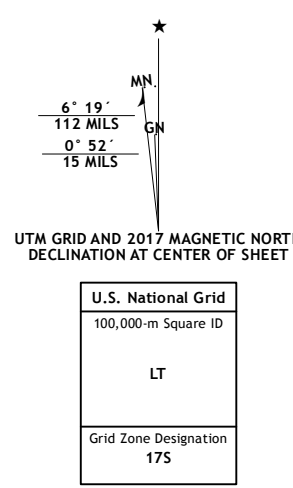 MN.
6° 19´
112 MILS
GN
0° 52´
15 MILS
UTM GRID AND 2017 MAGNETIC NORT
DECLINATION AT CENTER OF SHEET
U.S. National Grid
100,000-m Square ID
LT
Grid Zone Designation
17S